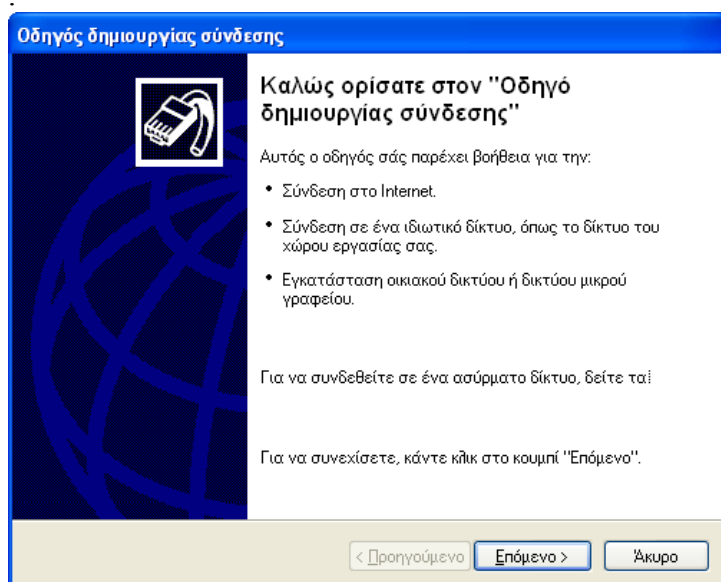 Οδηγός δημιουργίας σύνδεσης
Καλώς ορίσατε στον "Οδηγό
δημιουργίας σύνδεσης"
Αυτός ο οδηγός σάς παρέχει βοήθεια για την:
• Σύνδεση στο Internet.
• Σύνδεση σε ένα ιδιωτικό δίκτυο, όπως το δίκτυο του
χώρου εργασίας σας.
• Εγκατάσταση οικιακού δικτύου ή δικτύου μικρού
γραφείου.
Για να συνδεθείτε σε ένα ασύρματο δίκτυο, δείτε τα
Για να συνεχίσετε, κάντε κλικ στο κουμπί "Επόμενο".
< Προηγούμενο Επόμενο > Άκυρο